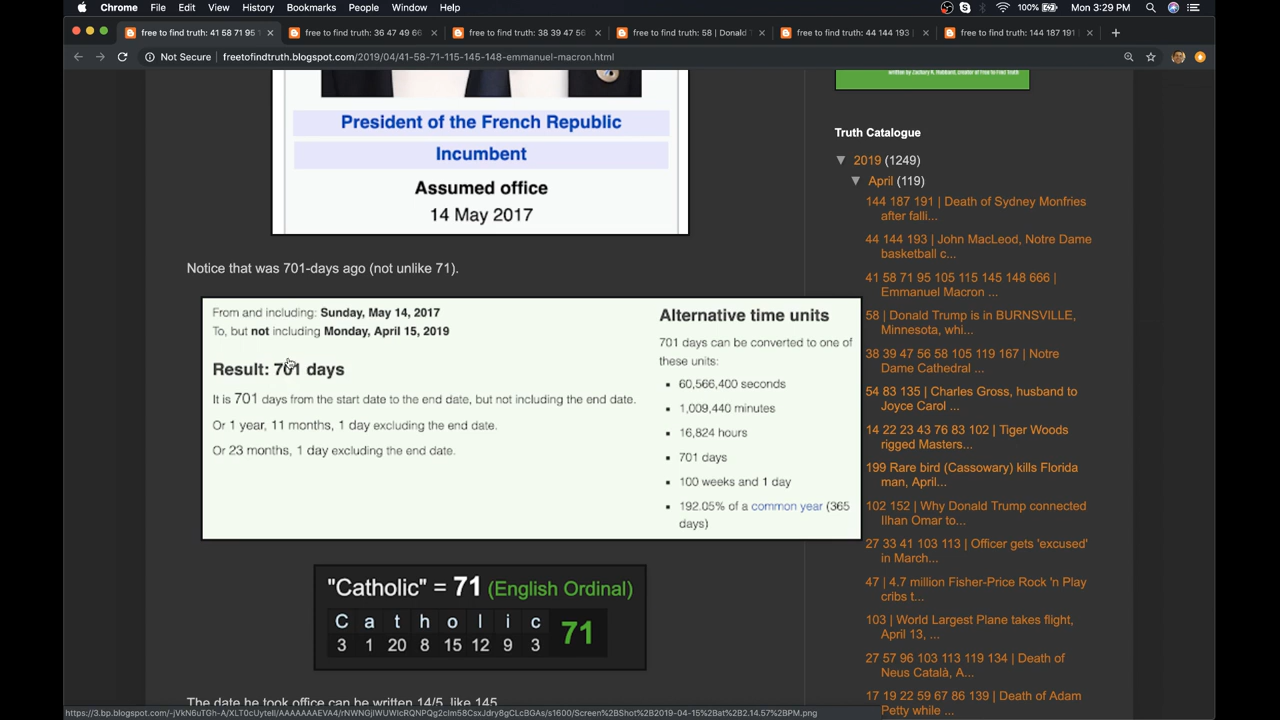 Chrome File Edit View History Bookmarks People Window Help 100% Mon 3:29 PM
free to find truth: 41 58 71 95 1 free to find truth: 36 47 49 66 free to find truth: 38 39 47 56 free to find truth: 58 | Donald T free to find truth: 44 144 193 | free to find truth: 144 187 191 |
Not Secure freetofindtruth.blogspot.com/2019/04/41-58-71-115-145-148-emmanuel-macron.html
written by Zachary K. Hubbard, creator of Free to Find Truth
President of the French Republic
Incumbent
Assumed office
14 May 2017
Notice that was 701-days ago (not unlike 71).
From and including: Sunday, May 14, 2017
To, but not including Monday, April 15, 2019
Result: 701 days
It is 701 days from the start date to the end date, but not including the end date.
Or 1 year, 11 months, 1 day excluding the end date.
Or 23 months, 1 day excluding the end date.
Alternative time units
701 days can be converted to one of
these units:
60,566,400 seconds
1,009,440 minutes
16,824 hours
701 days
100 weeks and 1 day
192.05% of a common year (365
days)
"Catholic" = 71 (English Ordinal)
C a t h o l i c 71
3 1 20 8 15 12 9 3
The date he took office can be written 14/5, like 145.
Truth Catalogue
▼ 2019 (1249)
▼ April (119)
144 187 191 | Death of Sydney Monfries
after falli...
44 144 193 | John MacLeod, Notre Dame
basketball c...
41 58 71 95 105 115 145 148 666 |
Emmanuel Macron ...
58 | Donald Trump is in BURNSVILLE,
Minnesota, whi...
38 39 47 56 58 105 119 167 | Notre
Dame Cathedral ...
54 83 135 | Charles Gross, husband to
Joyce Carol ...
14 22 23 43 76 83 102 | Tiger Woods
rigged Masters...
199 Rare bird (Cassowary) kills Florida
man, April...
102 152 | Why Donald Trump connected
Ilhan Omar to...
27 33 41 103 113 | Officer gets 'excused'
in March...
47 | 4.7 million Fisher-Price Rock 'n Play
cribs t...
103 | World Largest Plane takes flight,
April 13, ...
27 57 96 103 113 119 134 | Death of
Neus Català, A...
17 19 22 59 67 86 139 | Death of Adam
Petty while ...